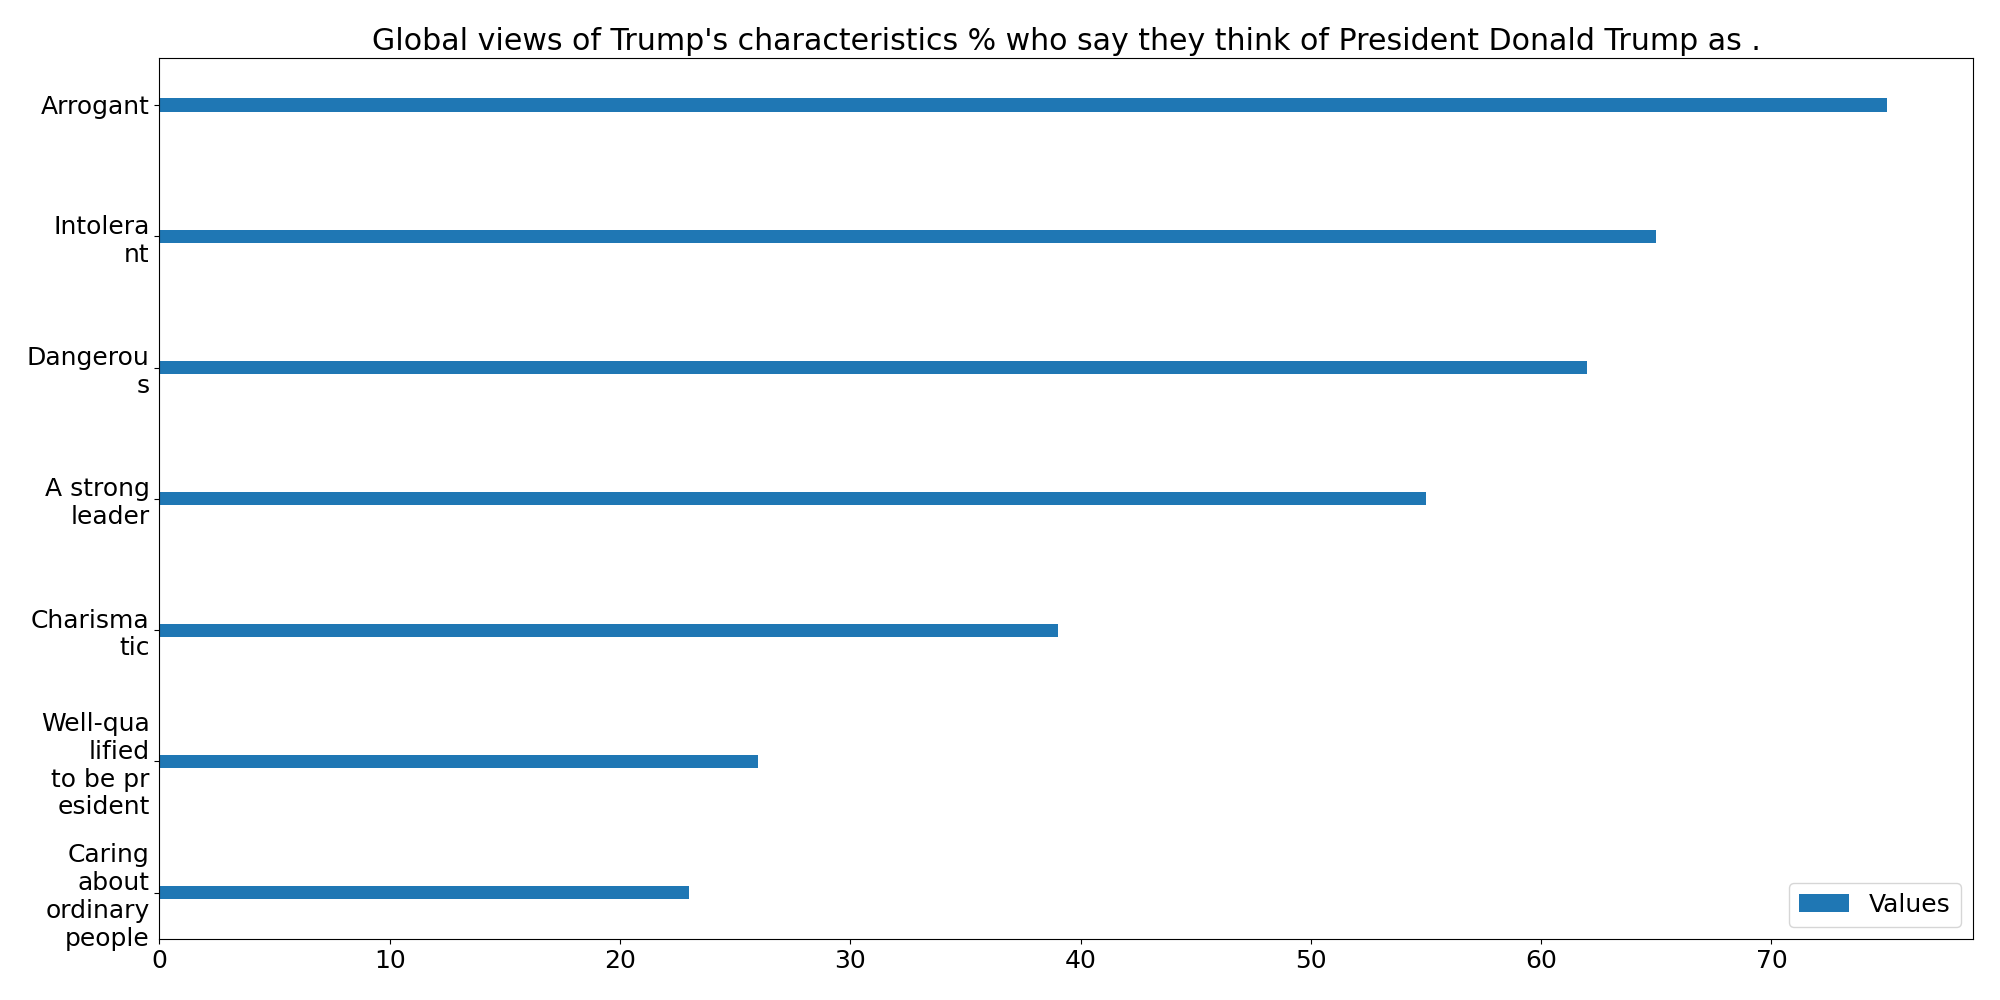 Global views of Trump's characteristics % who say they think of President Donald Trump as .
Arrogant
Intolera
nt
Dangerou
s
A strong
leader
Charisma
tic
Well-qua
lified
to be pr
esident
Caring
about
ordinary
people
Values
0 10 20 30 40 50 60 70